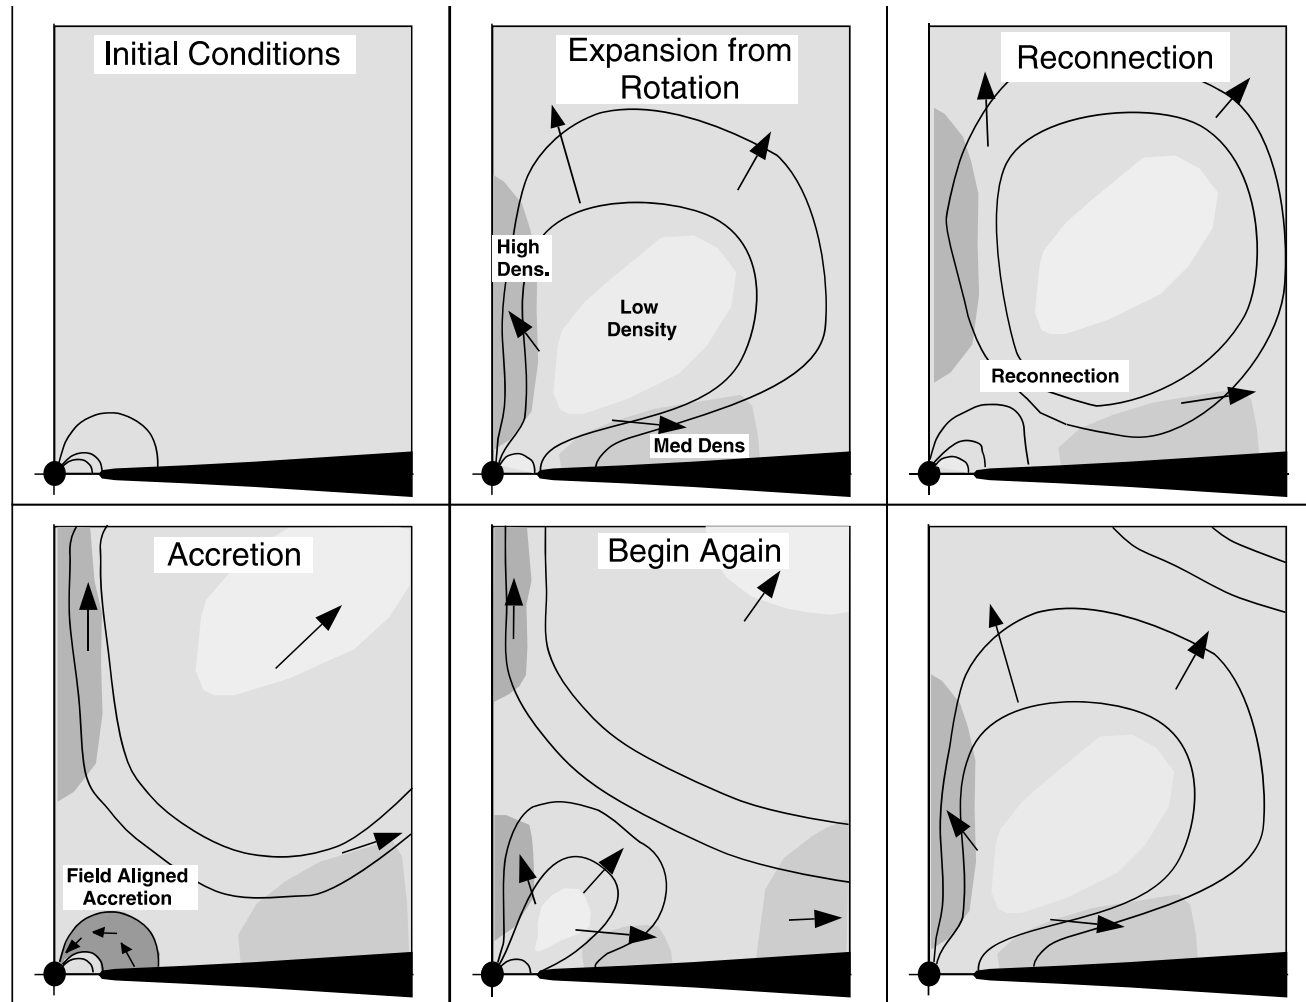 Initial Conditions
Expansion from
Rotation
High
Dens.
Low
Density
Med Dens
Reconnection
Reconnection
Accretion
Field Aligned
Accretion
Begin Again